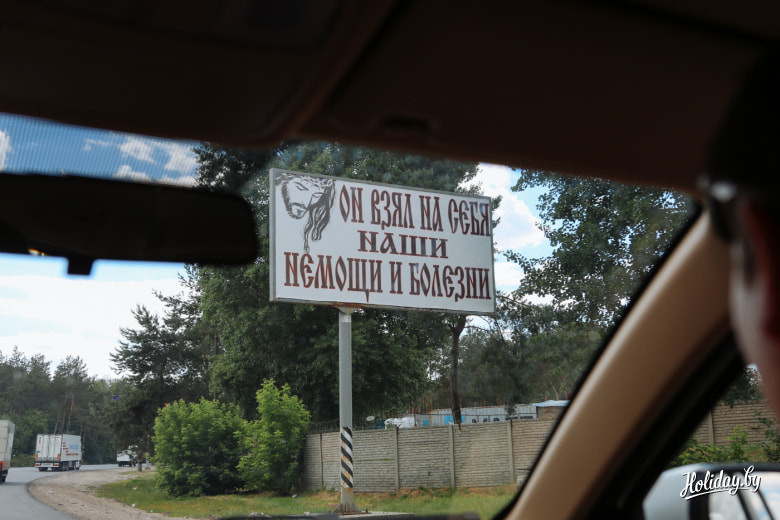 ОН ВЗЯЛ НА СЕБЯ
НАШИ
НЕМОЩИ И БОЛЕЗНИ
Holiday.by